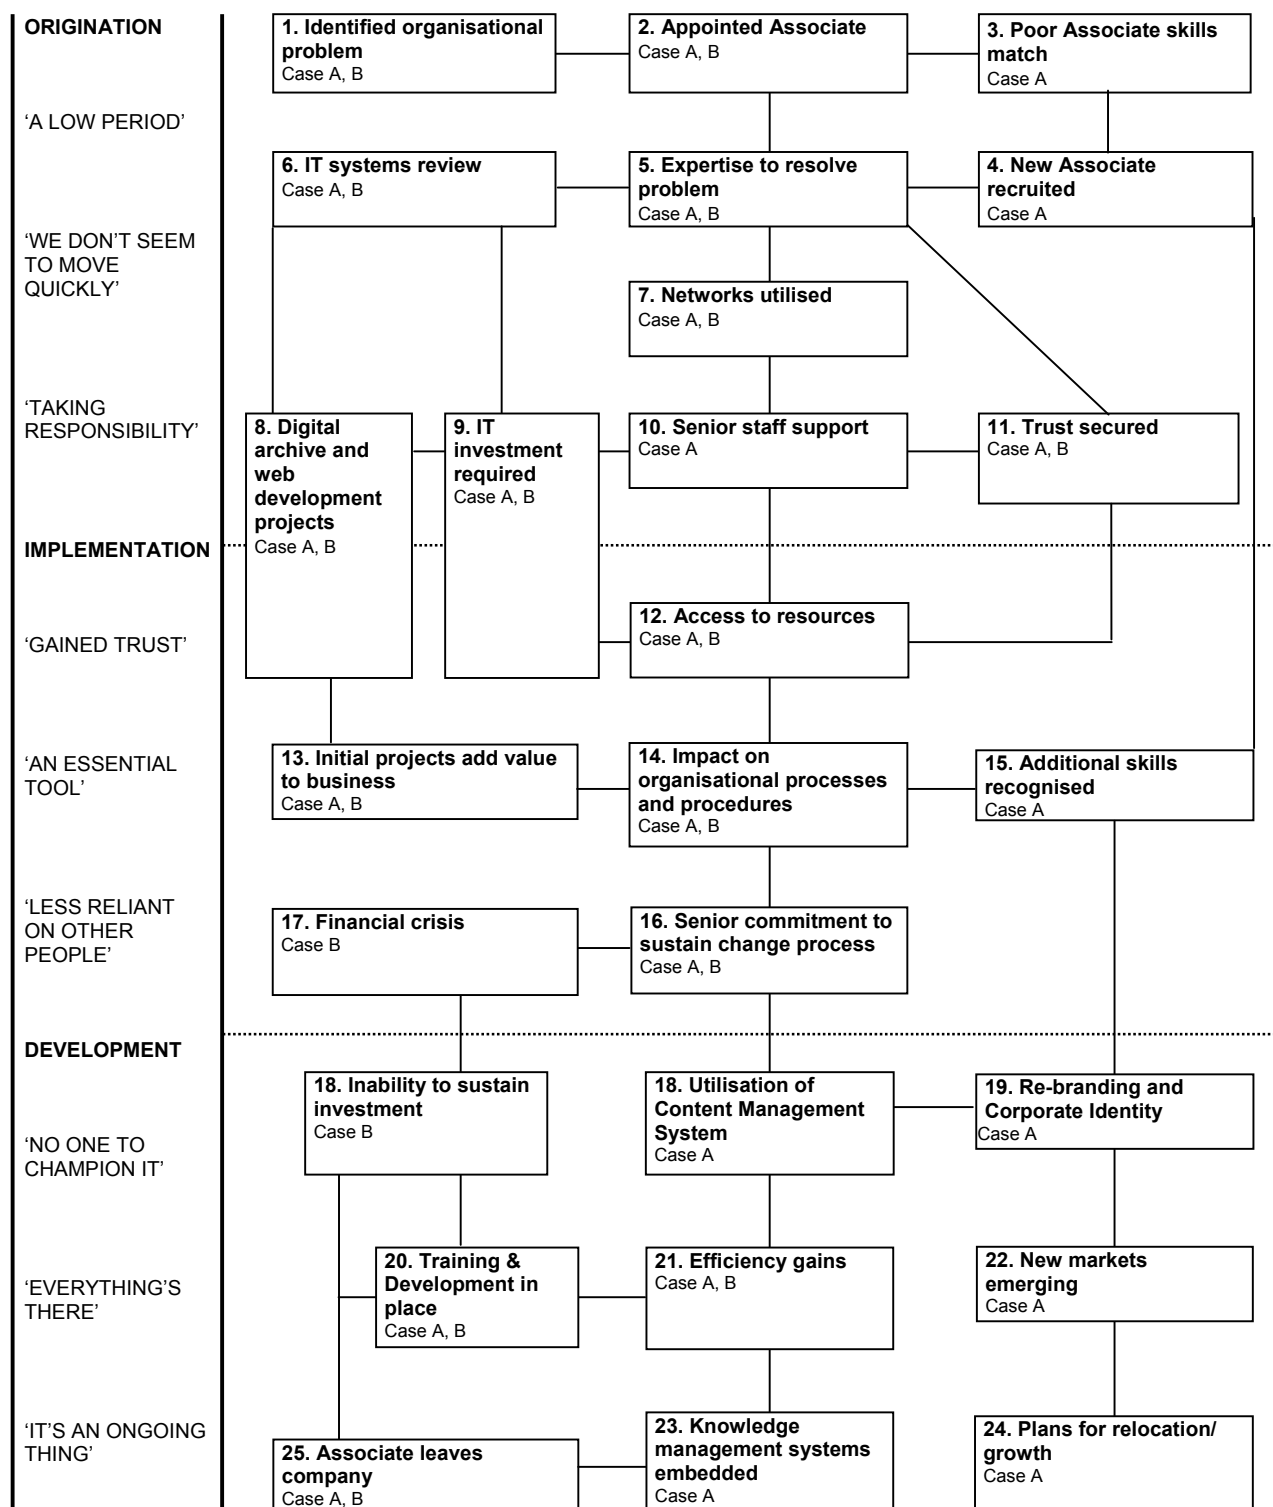 ORIGINATION
1. Identified organisational
problem
Case A, B
2. Appointed Associate
Case A, B
3. Poor Associate skills
match
Case A
‘A LOW PERIOD’
6. IT systems review
Case A, B
5. Expertise to resolve
problem
Case A, B
4. New Associate
recruited
Case A
‘WE DON’T SEEM
TO MOVE
QUICKLY’
7. Networks utilised
Case A, B
‘TAKING
RESPONSIBILITY’
8. Digital
archive and
web
development
projects
Case A, B
9. IT
investment
required
Case A, B
10. Senior staff support
Case A
11. Trust secured
Case A, B
IMPLEMENTATION
‘GAINED TRUST’
12. Access to resources
Case A, B
‘AN ESSENTIAL
TOOL’
13. Initial projects add value
to business
Case A, B
14. Impact on
organisational processes
and procedures
Case A, B
15. Additional skills
recognised
Case A
‘LESS RELIANT
ON OTHER
PEOPLE’
17. Financial crisis
Case B
16. Senior commitment to
sustain change process
Case A, B
DEVELOPMENT
18. Inability to sustain
investment
Case B
18. Utilisation of
Content Management
System
Case A
19. Re-branding and
Corporate Identity
Case A
‘NO ONE TO
CHAMPION IT’
20. Training &
Development in
place
Case A, B
21. Efficiency gains
Case A, B
22. New markets
emerging
Case A
‘EVERYTHING’S
THERE’
‘IT’S AN ONGOING
THING’
25. Associate leaves
company
Case A, B
23. Knowledge
management systems
embedded
Case A
24. Plans for relocation/
growth
Case A